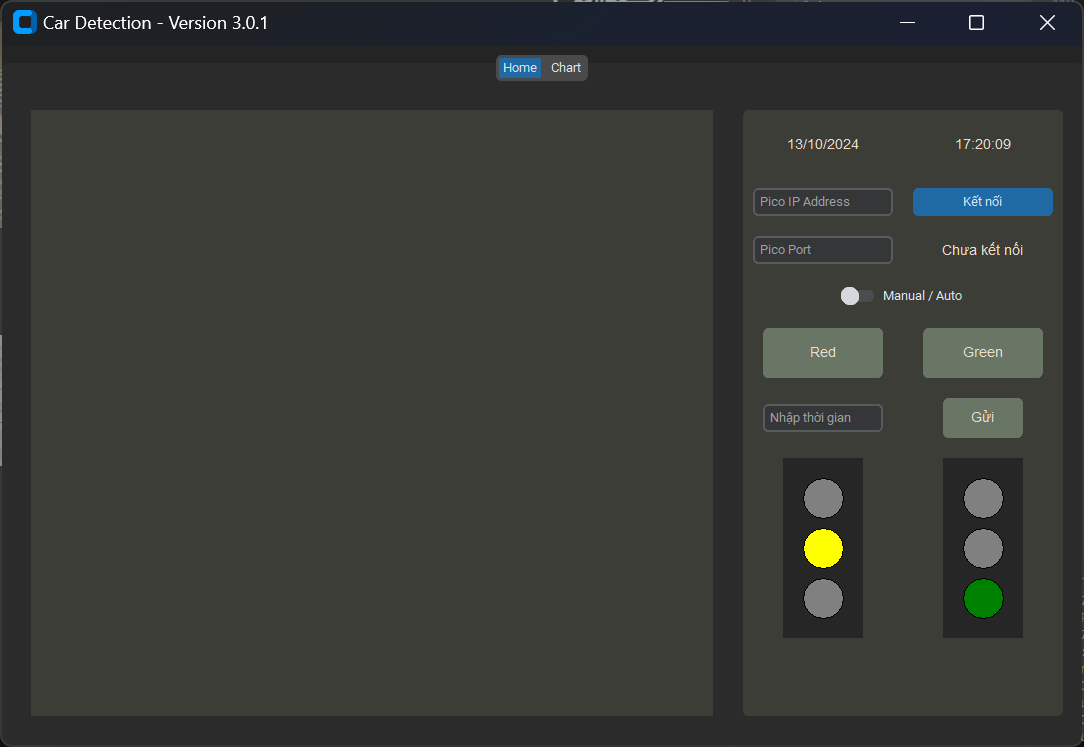 Car Detection - Version 3.0.1
Home Chart
13/10/2024 17:20:09
Pico IP Address Kết nối
Pico Port Chưa kết nối
Manual / Auto
Red Green
Nhập thời gian Gửi